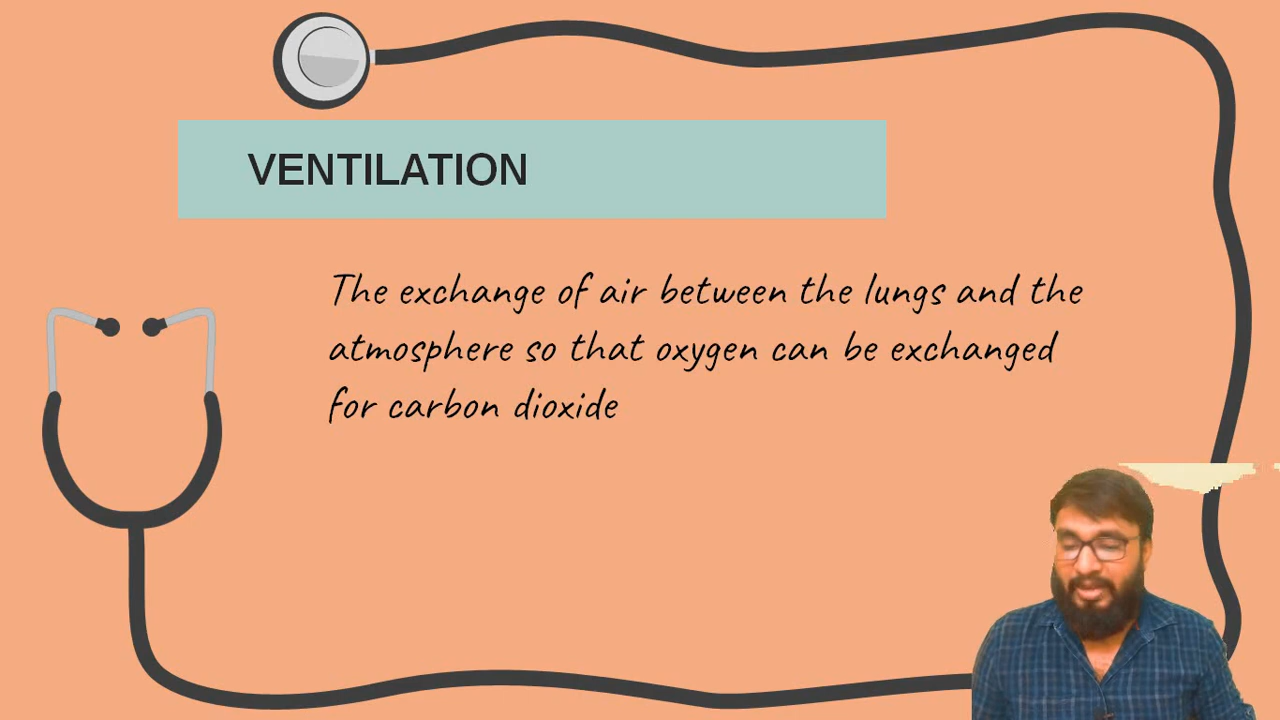 VENTILATION
The exchange of air between the lungs and the
atmosphere so that oxygen can be exchanged
for carbon dioxide